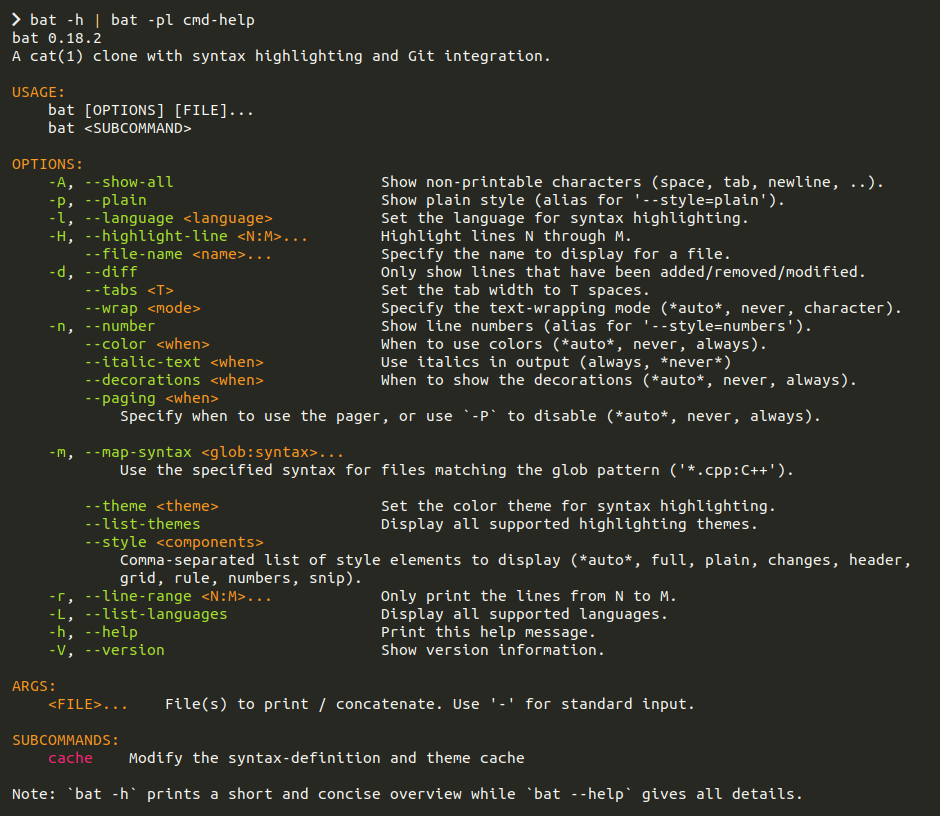 ❯ bat -h | bat -pl cmd-help
bat 0.18.2
A cat(1) clone with syntax highlighting and Git integration.

USAGE:
    bat [OPTIONS] [FILE]...
    bat <SUBCOMMAND>

OPTIONS:
    -A, --show-all                       Show non-printable characters (space, tab, newline, ..).
    -p, --plain                          Show plain style (alias for '--style=plain').
    -l, --language <language>            Set the language for syntax highlighting.
    -H, --highlight-line <N:M>...        Highlight lines N through M.
        --file-name <name>...            Specify the name to display for a file.
    -d, --diff                           Only show lines that have been added/removed/modified.
        --tabs <T>                       Set the tab width to T spaces.
        --wrap <mode>                    Specify the text-wrapping mode (*auto*, never, character).
    -n, --number                         Show line numbers (alias for '--style=numbers').
        --color <when>                   When to use colors (*auto*, never, always).
        --italic-text <when>             Use italics in output (always, *never*)
        --decorations <when>             When to show the decorations (*auto*, never, always).
        --paging <when>
            Specify when to use the pager, or use `-P` to disable (*auto*, never, always).

    -m, --map-syntax <glob:syntax>...
            Use the specified syntax for files matching the glob pattern ('*.cpp:C++').

        --theme <theme>                  Set the color theme for syntax highlighting.
        --list-themes                    Display all supported highlighting themes.
        --style <components>
            Comma-separated list of style elements to display (*auto*, full, plain, changes, header,
            grid, rule, numbers, snip).
    -r, --line-range <N:M>...            Only print the lines from N to M.
    -L, --list-languages                 Display all supported languages.
    -h, --help                           Print this help message.
    -V, --version                        Show version information.

ARGS:
    <FILE>...    File(s) to print / concatenate. Use '-' for standard input.

SUBCOMMANDS:
    cache    Modify the syntax-definition and theme cache

Note: `bat -h` prints a short and concise overview while `bat --help` gives all details.